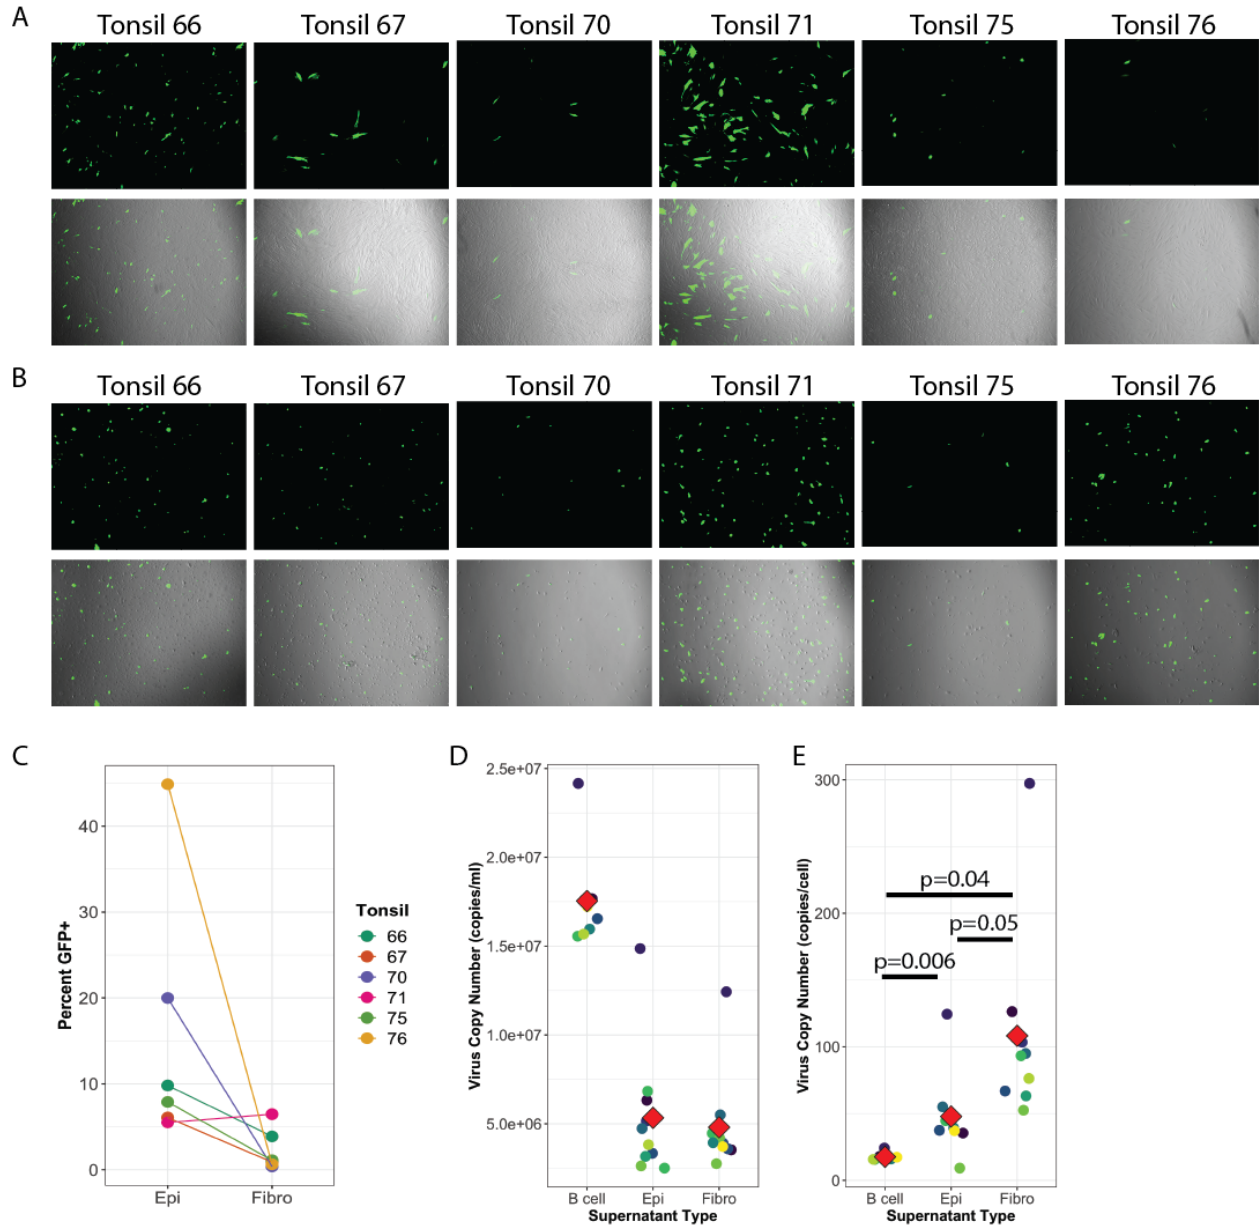 A
Tonsil 66 Tonsil 67 Tonsil 70 Tonsil 71 Tonsil 75 Tonsil 76
B
Tonsil 66 Tonsil 67 Tonsil 70 Tonsil 71 Tonsil 75 Tonsil 76
C
Percent GFP+
40
30
20
10
0
Epi Fibro
Tonsil
66
67
70
71
75
76
D
Virus Copy Number (copies/ml)
2.5e+07
2.0e+07
1.5e+07
1.0e+07
5.0e+06
B cell Epi Fibro
Supernatant Type
E
Virus Copy Number (copies/cell)
300
200
100
0
p=0.04
p=0.05
p=0.006
B cell Epi Fibro
Supernatant Type